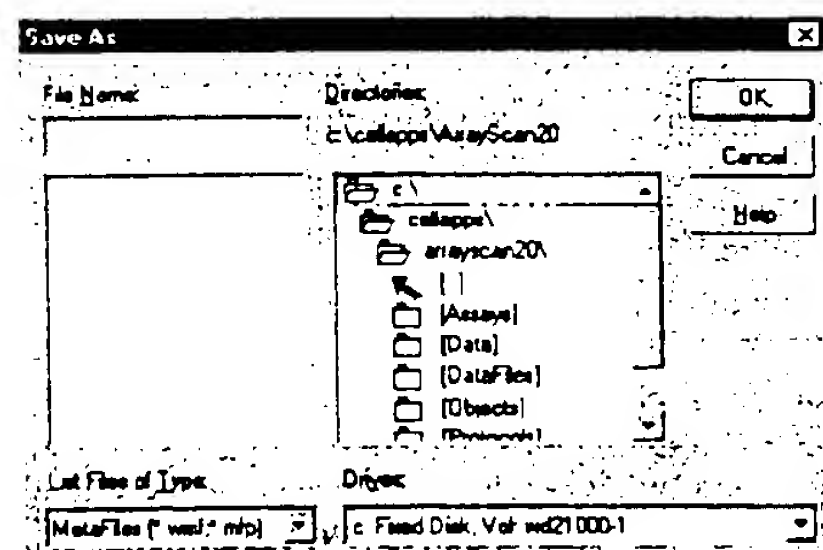 Save As
File Name:
Directories:
OK
c:\cellapps\ArrayScan20
Cancel
c:\
Help
cellapps\
arrayscan20\
[..]
[Assays]
[Data]
[DataFiles]
[Objects]
[Protocols]
List Files of Type:
Drives:
MetaFiles (*.wmf;*.mfp)
c: Fixed Disk, Vol: wd21000-1